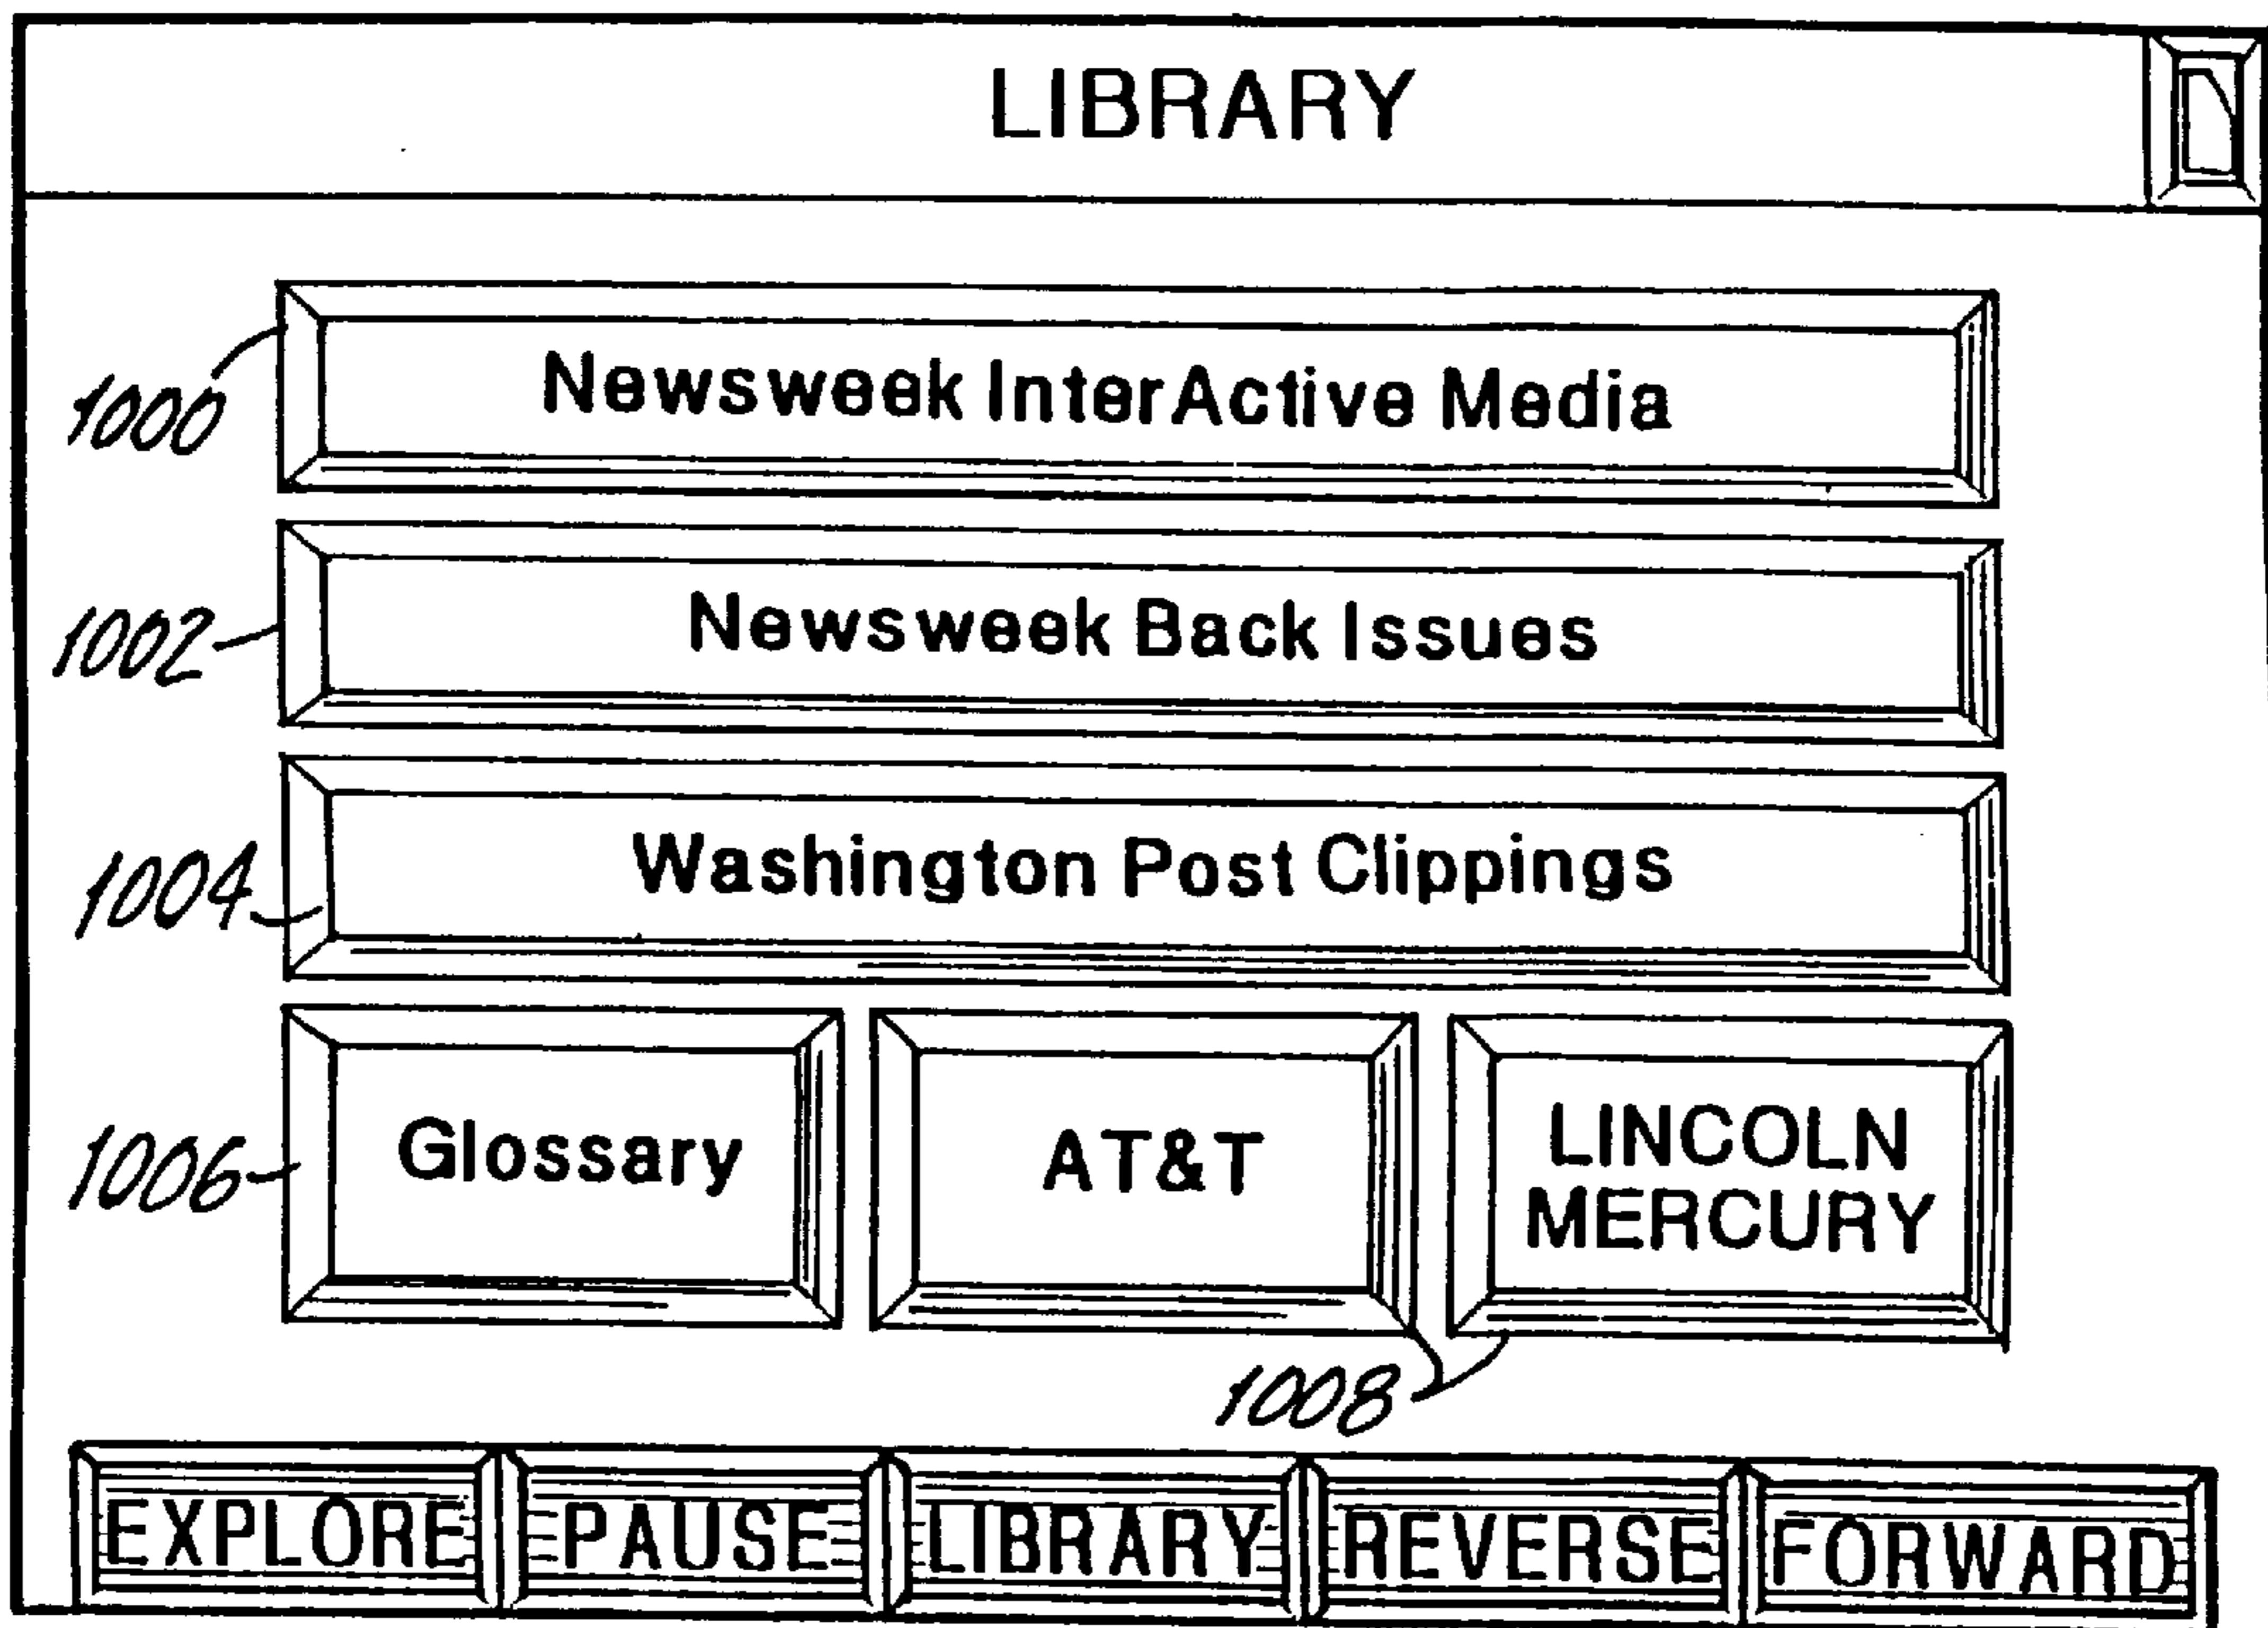 LIBRARY
1000
Newsweek InterActive Media
1002
Newsweek Back Issues
1004
Washington Post Clippings
1006
Glossary
AT&T
LINCOLN
MERCURY
1008
EXPLORE
PAUSE
LIBRARY
REVERSE
FORWARD